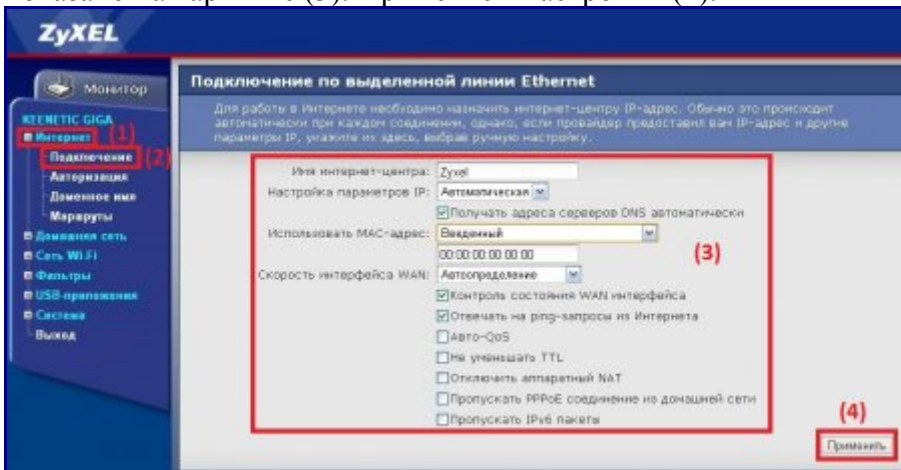 ZyXEL
Монитор
KEENETIC GIGA
Интернет (1)
Подключение (2)
Авторизация
Доменное имя
Маршруты
Домашняя сеть
Сеть Wi-Fi
Фильтры
USB-приложения
Система
Выход
Подключение по выделенной линии Ethernet
Для работы в Интернете необходимо назначить интернет-центру IP-адрес. Обычно это происходит
автоматически при каждом соединении, однако, если провайдер предоставил вам IP-адрес и другие
параметры IP, укажите их здесь, выбрав ручную настройку.
Имя интернет-центра: Zyxel
Настройка параметров IP: Автоматическая
Получать адреса серверов DNS автоматически
Использовать MAC-адрес: Введенный
00:00:00:00:00:00
(3)
Скорость интерфейса WAN: Автоопределение
Контроль состояния WAN интерфейса
Отвечать на ping-запросы из Интернета
Авто-QoS
Не уменьшать TTL
Отключить аппаратный NAT
Пропускать PPPoE соединение из домашней сети
Пропускать IPv6 пакеты
(4)
Применить